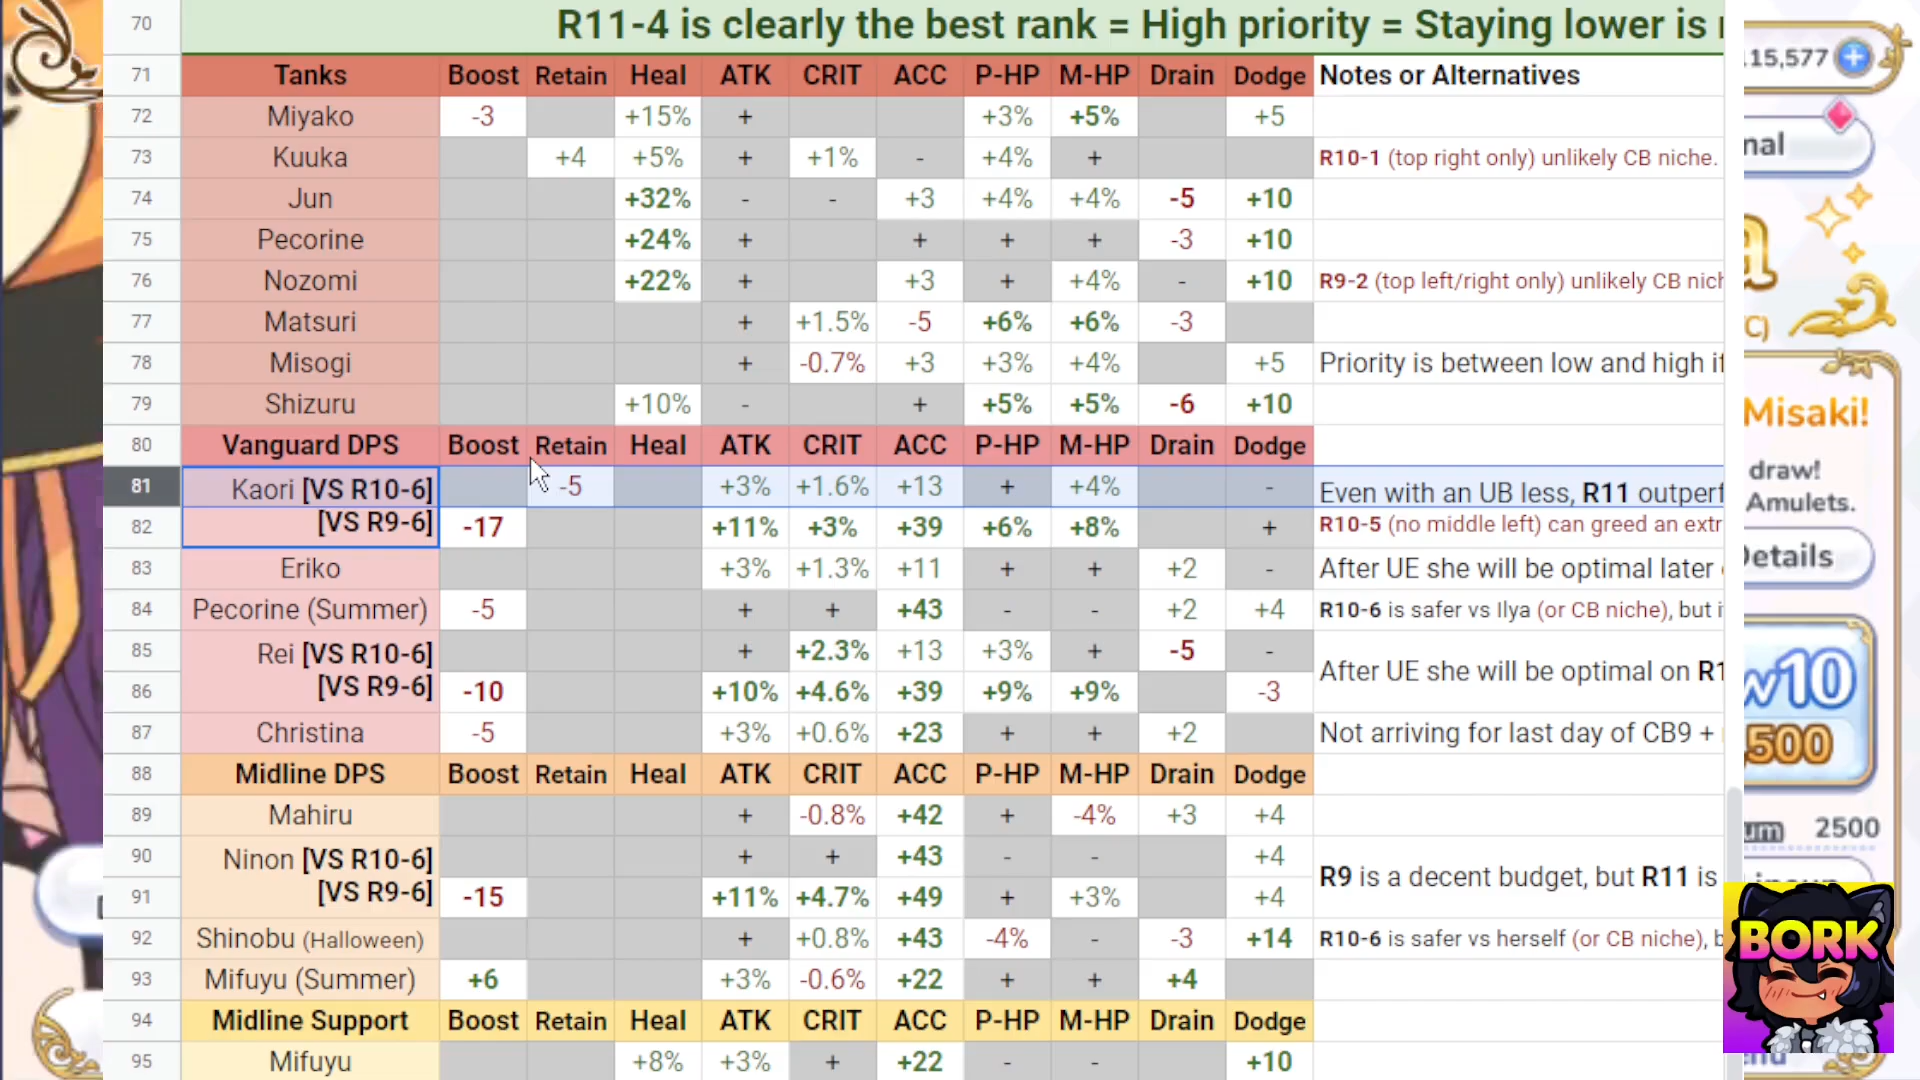 70 R11-4 is clearly the best rank = High priority = Staying lower is
71 Tanks Boost Retain Heal ATK CRIT ACC P-HP M-HP Drain Dodge Notes or Alternatives
72 Miyako -3 +15% + +3% +5% +5
73 Kuuka +4 +5% + +1% - +4% + R10-1 (top right only) unlikely CB niche.
74 Jun +32% - - +3 +4% +4% -5 +10
75 Pecorine +24% + + + + -3 +10
76 Nozomi +22% + +3 + +4% - +10 R9-2 (top left/right only) unlikely CB nich
77 Matsuri + +1.5% -5 +6% +6% -3
78 Misogi + -0.7% +3 +3% +4% +5 Priority is between low and high if
79 Shizuru +10% - + +5% +5% -6 +10
80 Vanguard DPS Boost Retain Heal ATK CRIT ACC P-HP M-HP Drain Dodge
81 Kaori [VS R10-6] -5 +3% +1.6% +13 + +4% - Even with an UB less, R11 outperf
82 [VS R9-6] -17 +11% +3% +39 +6% +8% + R10-5 (no middle left) can greed an extr
83 Eriko +3% +1.3% +11 + + +2 - After UE she will be optimal later
84 Pecorine (Summer) -5 + + +43 - - +2 +4 R10-6 is safer vs Ilya (or CB niche), but i
85 Rei [VS R10-6] + +2.3% +13 +3% + -5 -
After UE she will be optimal on R1
86 [VS R9-6] -10 +10% +4.6% +39 +9% +9% -3
87 Christina -5 +3% +0.6% +23 + + +2 Not arriving for last day of CB9 +
88 Midline DPS Boost Retain Heal ATK CRIT ACC P-HP M-HP Drain Dodge
89 Mahiru + -0.8% +42 + -4% +3 +4
90 Ninon [VS R10-6] + + +43 - - +4
R9 is a decent budget, but R11 is
91 [VS R9-6] -15 +11% +4.7% +49 + +3% +4
92 Shinobu (Halloween) + +0.8% +43 -4% - -3 +14 R10-6 is safer vs herself (or CB niche), b
93 Mifuyu (Summer) +6 +3% -0.6% +22 + + +4
94 Midline Support Boost Retain Heal ATK CRIT ACC P-HP M-HP Drain Dodge
95 Mifuyu +8% +3% + +22 - - +10
15,577
nal
a
C)
Misaki!
draw!
Amulets.
Details
v10
500
um 2500
BORK